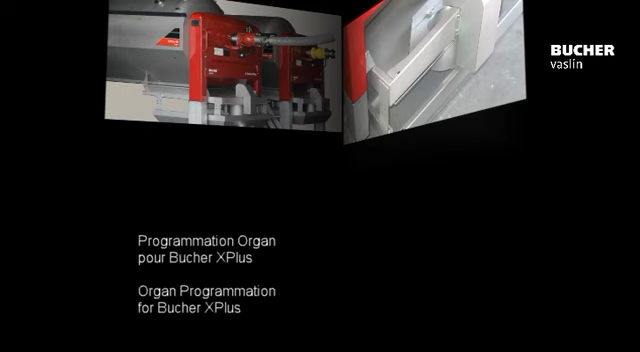 BUCHER
vaslin
Programmation Organ
pour Bucher XPlus
Organ Programmation
for Bucher XPlus